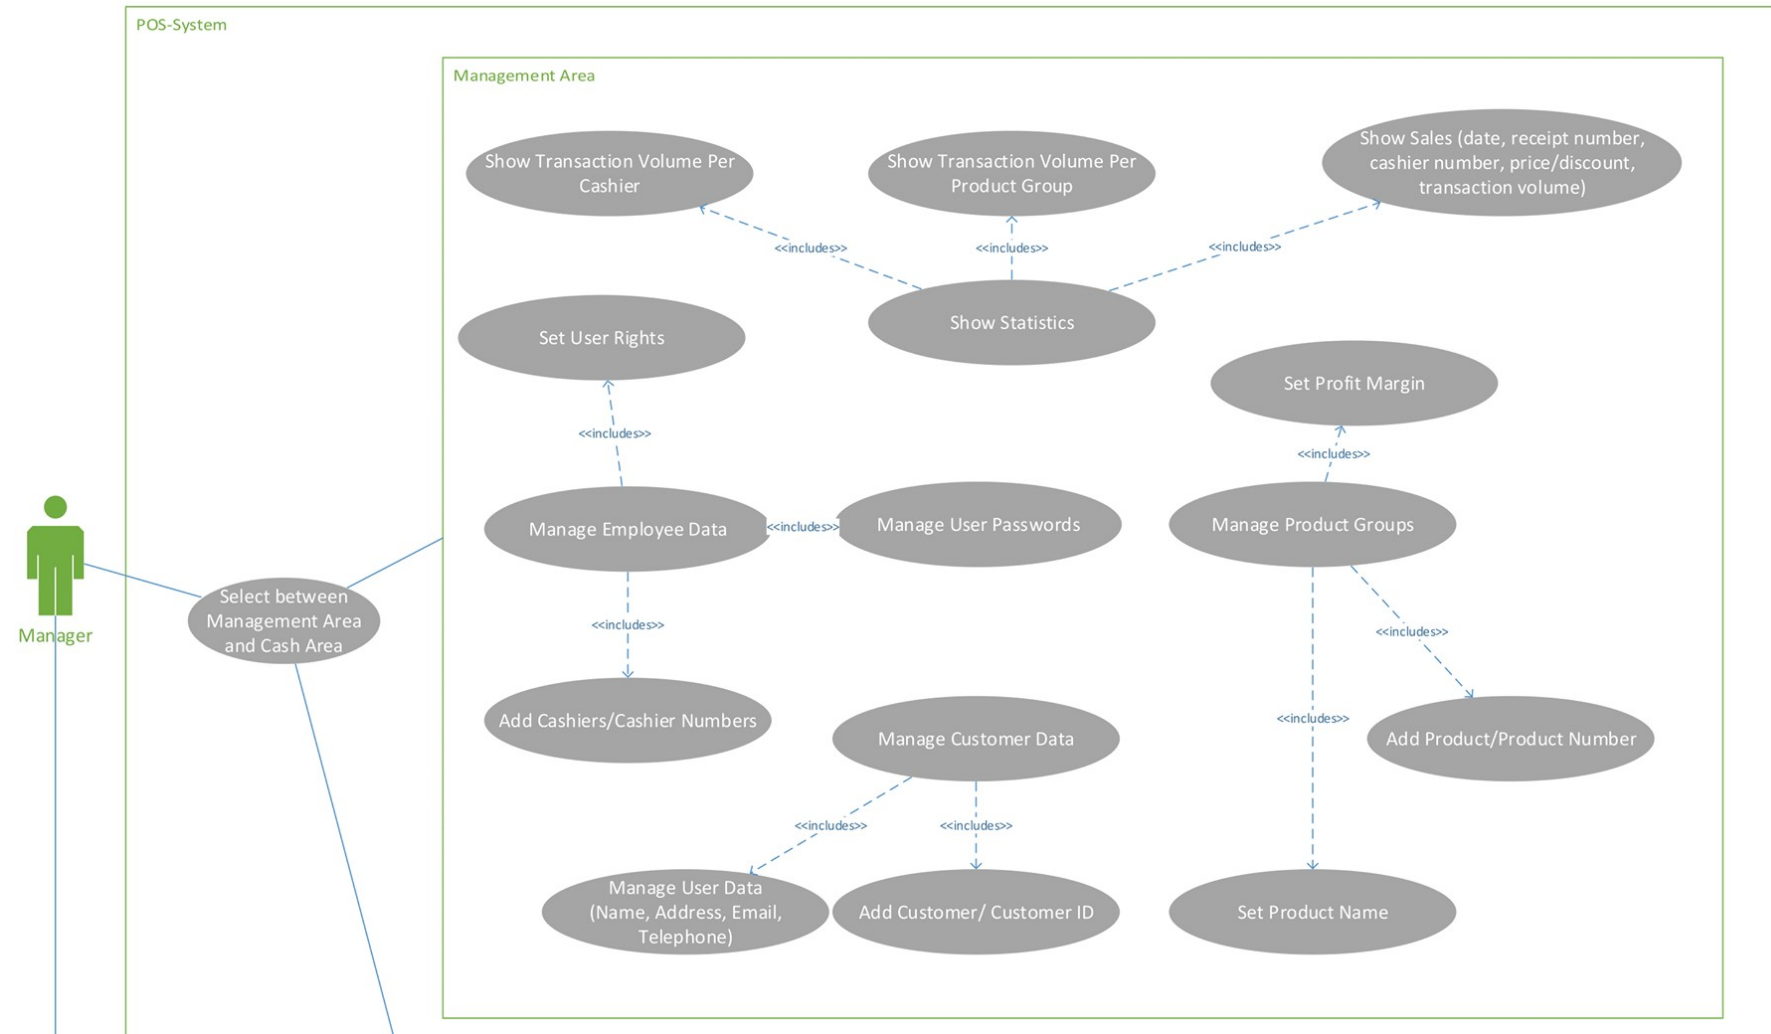 POS-System
Management Area
Show Transaction Volume Per
Cashier
Show Transaction Volume Per
Product Group
Show Sales (date, receipt number,
cashier number, price/discount,
transaction volume)
<<includes>>
<<includes>>
<<includes>>
Show Statistics
Set User Rights
Set Profit Margin
<<includes>>
<<includes>>
Manage Employee Data
<<includes>>
Manage User Passwords
Manage Product Groups
Select between
Management Area
and Cash Area
Manager
<<includes>>
<<includes>>
Add Cashiers/Cashier Numbers
Manage Customer Data
<<includes>>
Add Product/Product Number
<<includes>>
<<includes>>
Manage User Data
(Name, Address, Email,
Telephone)
Add Customer/ Customer ID
Set Product Name